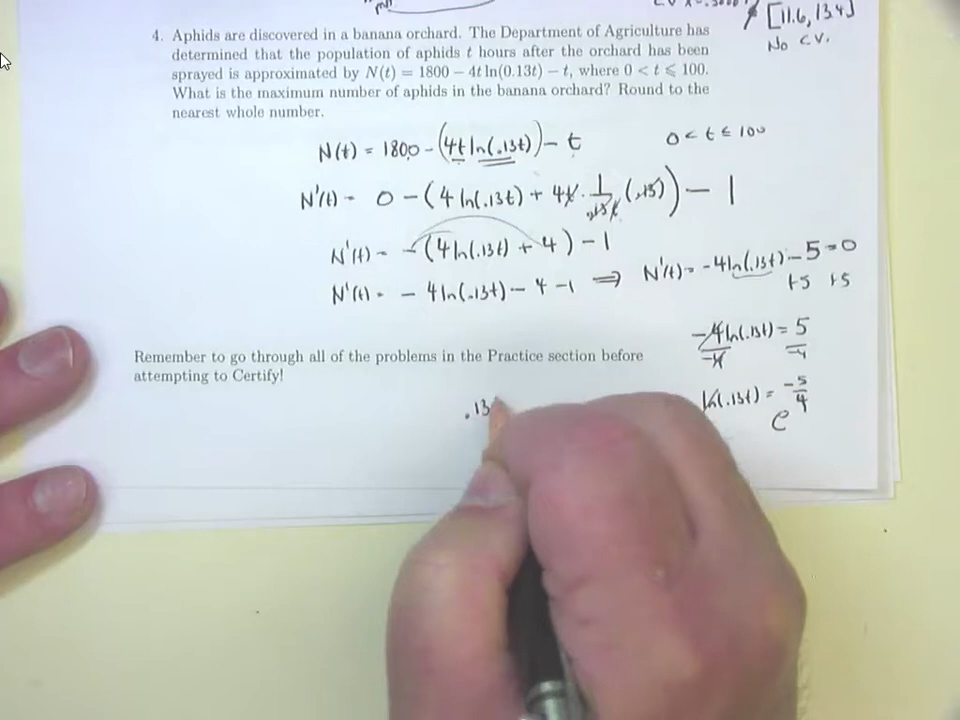 [11.6, 13.4]
No C.V.
4. Aphids are discovered in a banana orchard. The Department of Agriculture has
determined that the population of aphids t hours after the orchard has been
sprayed is approximated by N(t) = 1800 − 4t ln(0.13t) − t, where 0 < t ⩽ 100.
What is the maximum number of aphids in the banana orchard? Round to the
nearest whole number.
N(t) = 1800 - (4t ln(.13t)) - t
0 < t ≤ 100
N'(t) = 0 - (4 ln(.13t) + 4t · 1/.13t (.13)) - 1
N'(t) = -(4 ln(.13t) + 4) - 1
N'(t) = - 4 ln(.13t) - 4 - 1 ⇒ N'(t) = -4 ln(.13t) - 5 = 0
+5 +5
-4 ln(.13t) = 5
-4 -4
Remember to go through all of the problems in the Practice section before
attempting to Certify!
ln(.13t) = -5/4
e
.13